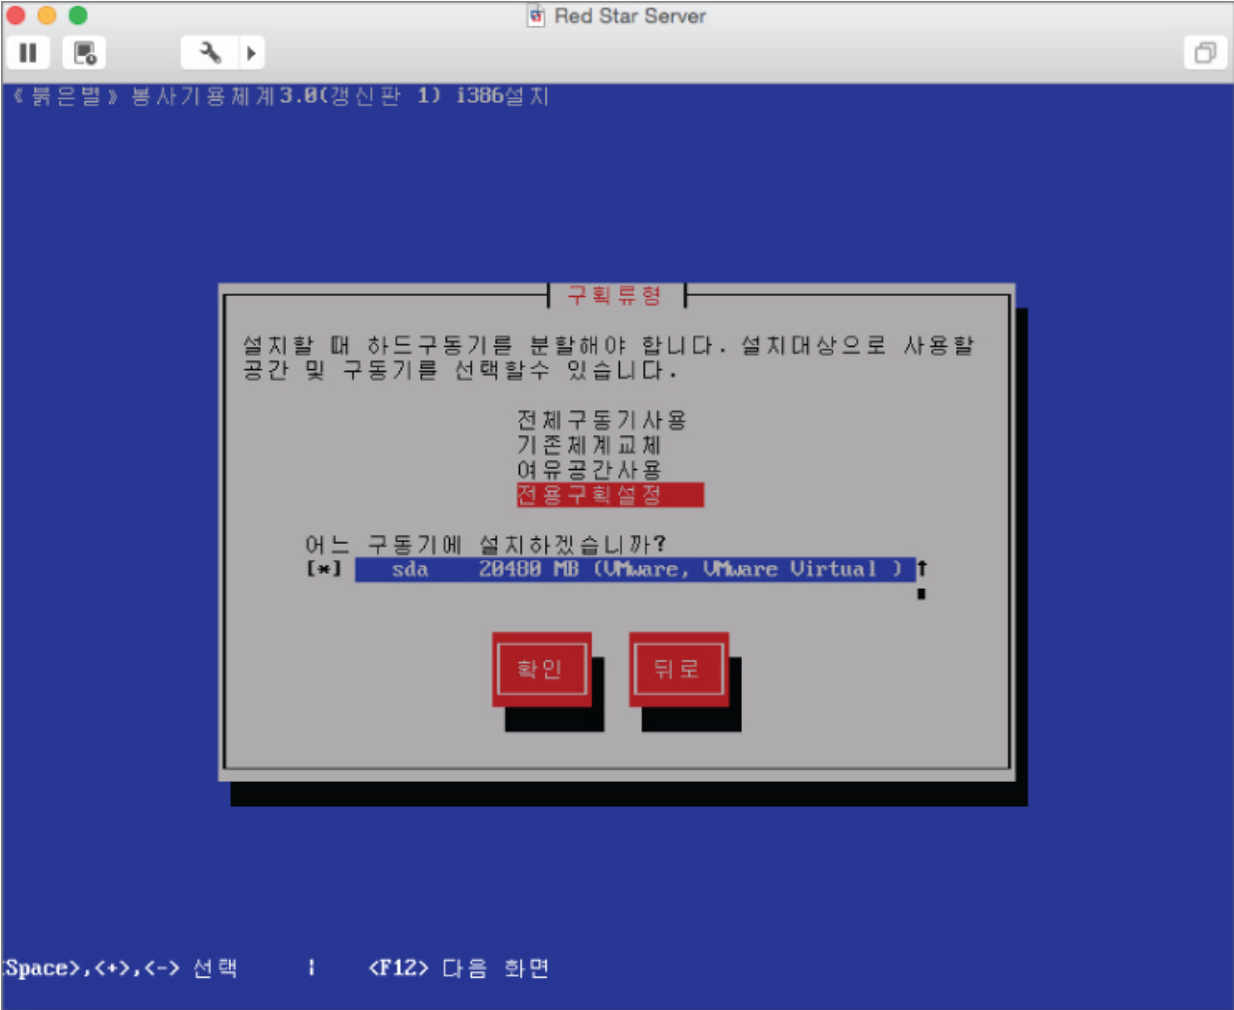 Red Star Server
《붉은별》봉사기용체계3.0(갱신판 1) i386설치
구획류형
설치할 때 하드구동기를 분할해야 합니다. 설치대상으로 사용할
공간 및 구동기를 선택할수 있습니다.
전체구동기사용
기존체계교체
여유공간사용
전용구획설정
어느 구동기에 설치하겠습니까?
[*] sda 20480 MB (VMware, VMware Virtual ) ↑
확인 뒤로
Space>,<+>,<-> 선택 | <F12> 다음 화면